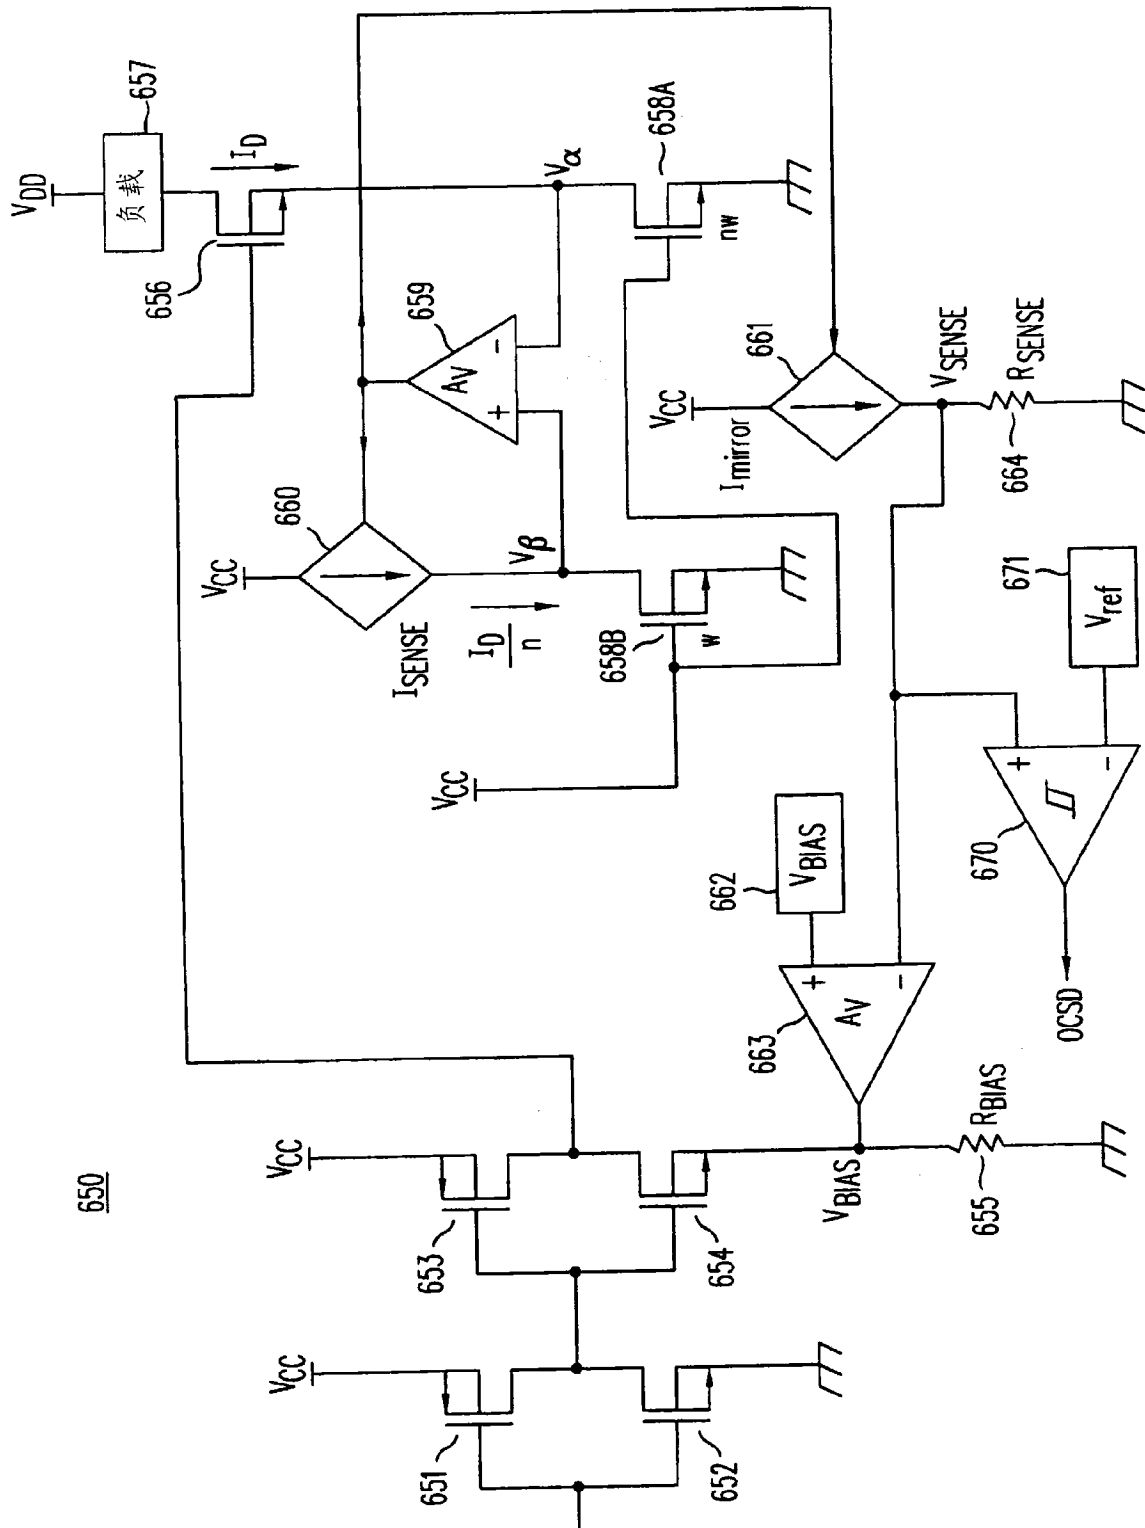 650
V_DD
负载
657
I_D
656
V_α
658A
nw
659
A_V
+
-
V_CC
660
I_SENSE
I_D
n
V_β
658B
w
V_CC
V_CC
661
I_mirror
V_SENSE
R_SENSE
664
V_CC
653
654
V_CC
651
652
V_BIAS
R_BIAS
655
662
V_BIAS
663
+
A_V
-
671
V_ref
670
+
-
OCSD